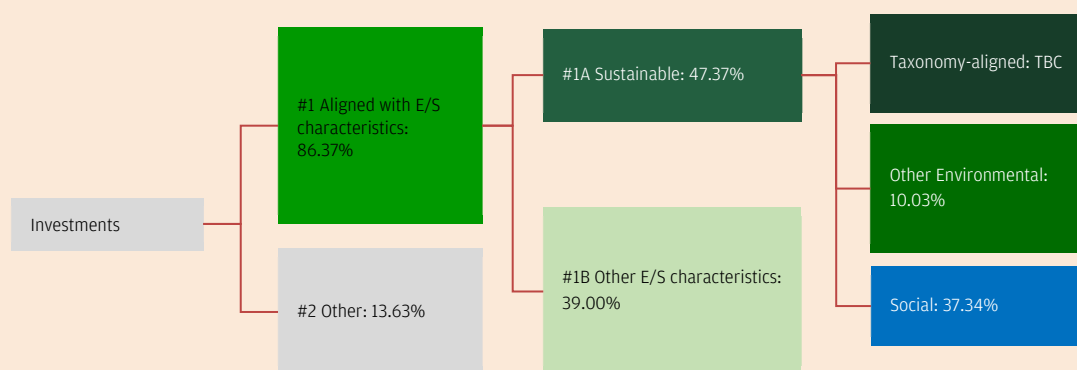 Investments
#1 Aligned with E/S
characteristics:
86.37%
#2 Other: 13.63%
#1A Sustainable: 47.37%
#1B Other E/S characteristics:
39.00%
Taxonomy-aligned: TBC
Other Environmental:
10.03%
Social: 37.34%